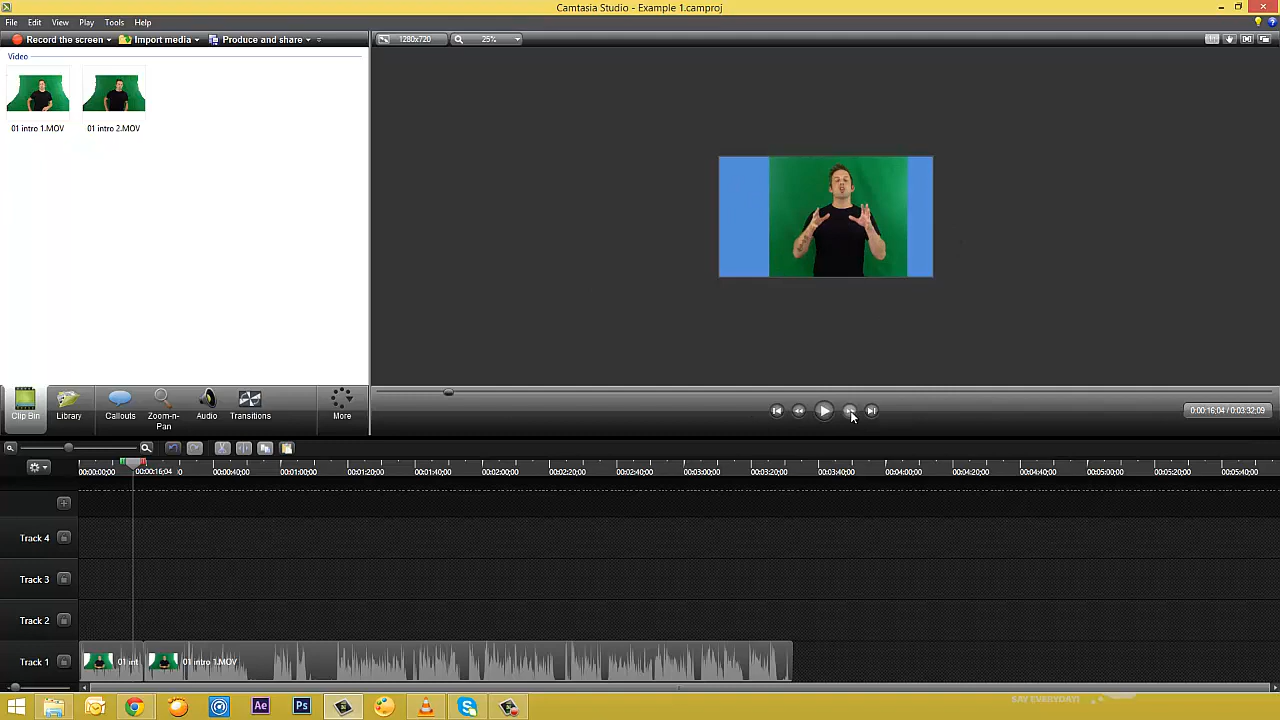 Camtasia Studio - Example 1.camproj
File Edit View Play Tools Help
Record the screen Import media Produce and share
1280x720 25%
Video
01 intro 1.MOV 01 intro 2.MOV
Clip Bin Library Callouts Zoom-n-Pan Audio Transitions More
0:00:16;04 / 0:03:32;09
00:00:00;00 00:00:16;04 00:00:40;00 00:01:00;00 00:01:20;00 00:01:40;00 00:02:00;00 00:02:20;00 00:02:40;00 00:03:00;00 00:03:20;00 00:03:40;00 00:04:00;00 00:04:20;00 00:04:40;00 00:05:00;00 00:05:20;00 00:05:40;00
Track 4
Track 3
Track 2
Track 1 01 int 01 intro 1.MOV
Ae Ps
SAY EVERYDAY!